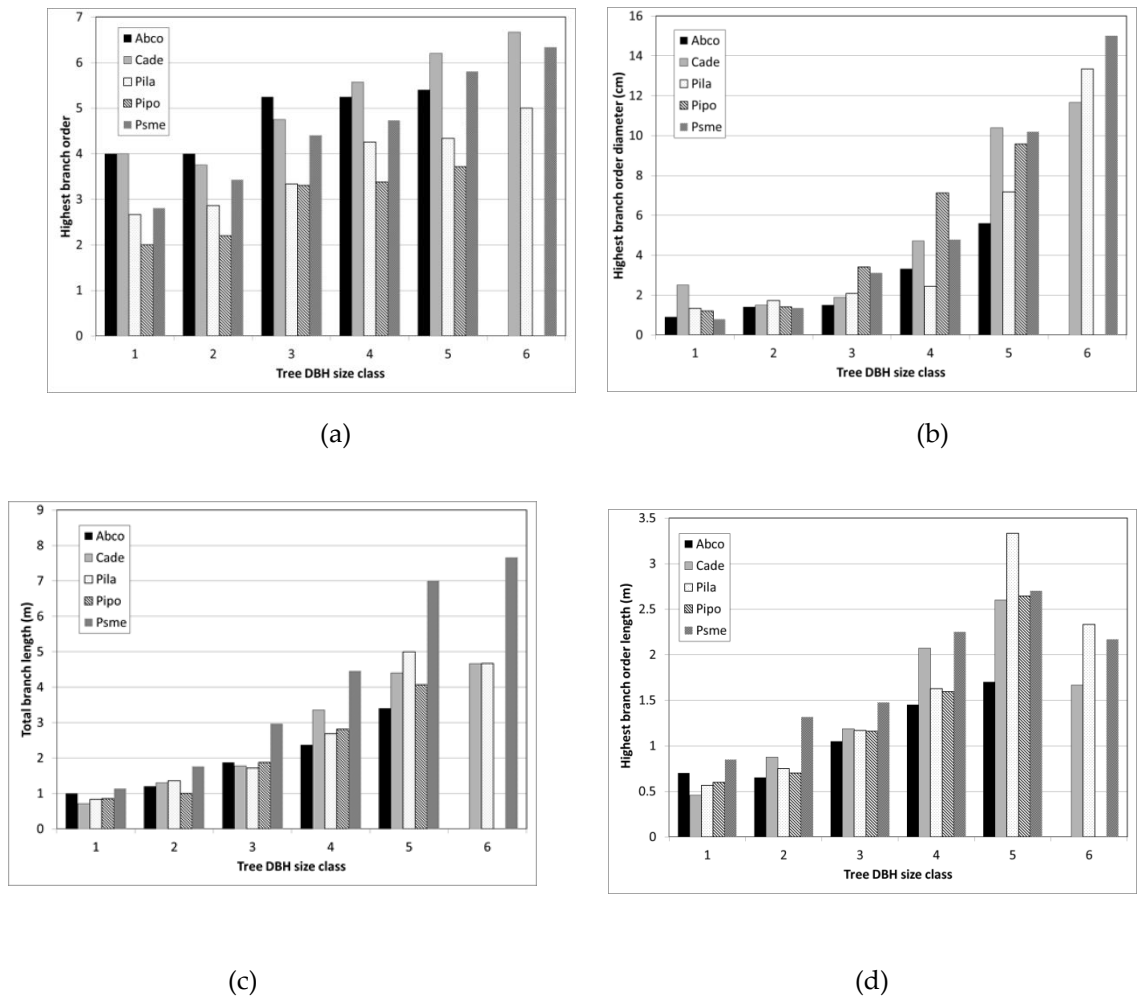 7
6
5
4
3
2
1
0
Highest branch order
Abco
Cade
Pila
Pipo
Psme
1 2 3 4 5 6
Tree DBH size class
(a)
16
14
12
10
8
6
4
2
0
Highest branch order diameter (cm)
Abco
Cade
Pila
Pipo
Psme
1 2 3 4 5 6
Tree DBH size class
(b)
9
8
7
6
5
4
3
2
1
0
Total branch length (m)
Abco
Cade
Pila
Pipo
Psme
1 2 3 4 5 6
Tree DBH size class
(c)
3.5
3
2.5
2
1.5
1
0.5
0
Highest branch order length (m)
Abco
Cade
Pila
Pipo
Psme
1 2 3 4 5 6
Tree DBH size class
(d)